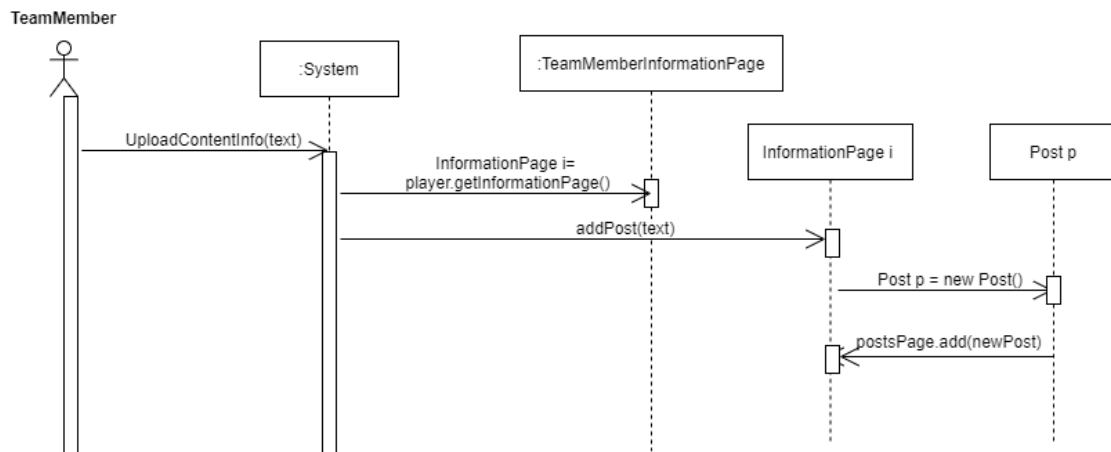 TeamMember
:System
:TeamMemberInformationPage
InformationPage i
Post p
UploadContentInfo(text)
InformationPage i=
player.getInformationPage()
addPost(text)
Post p = new Post()
postsPage.add(newPost)